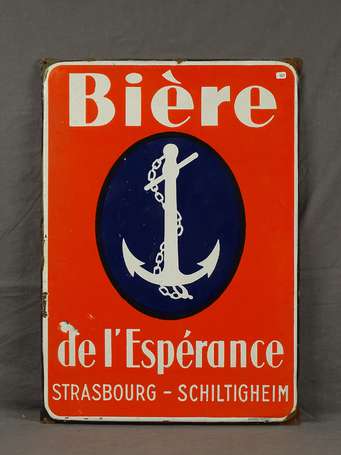 Bière
de l'Espérance
STRASBOURG - SCHILTIGHEIM